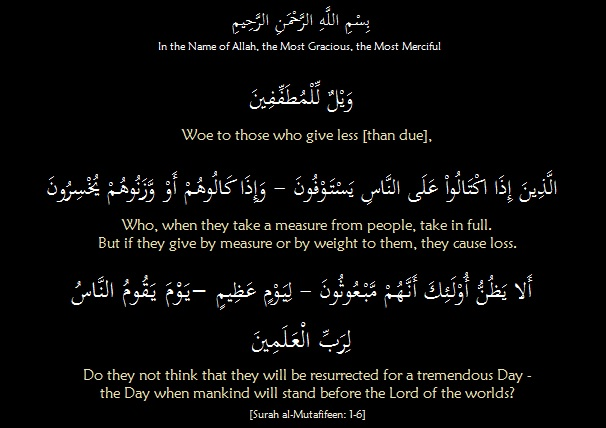 بِسْمِ اللَّهِ الرَّحْمَنِ الرَّحِيمِ
In the Name of Allah, the Most Gracious, the Most Merciful
وَيْلٌ لِّلْمُطَفِّفِينَ
Woe to those who give less [than due],
الَّذِينَ إِذَا اكْتَالُواْ عَلَى النَّاسِ يَسْتَوْفُونَ – وَإِذَا كَالُوهُمْ أَوْ وَّزَنُوهُمْ يُخْسِرُونَ
Who, when they take a measure from people, take in full.
But if they give by measure or by weight to them, they cause loss.
أَلا يَظُنُّ أُوْلَئِكَ أَنَّهُمْ مَّبْعُوثُونَ – لِيَوْمٍ عَظِيمٍ – يَوْمَ يَقُومُ النَّاسُ
لِرَبِّ الْعَـلَمِينَ
Do they not think that they will be resurrected for a tremendous Day -
the Day when mankind will stand before the Lord of the worlds?
[Surah al-Mutafifeen: 1-6]